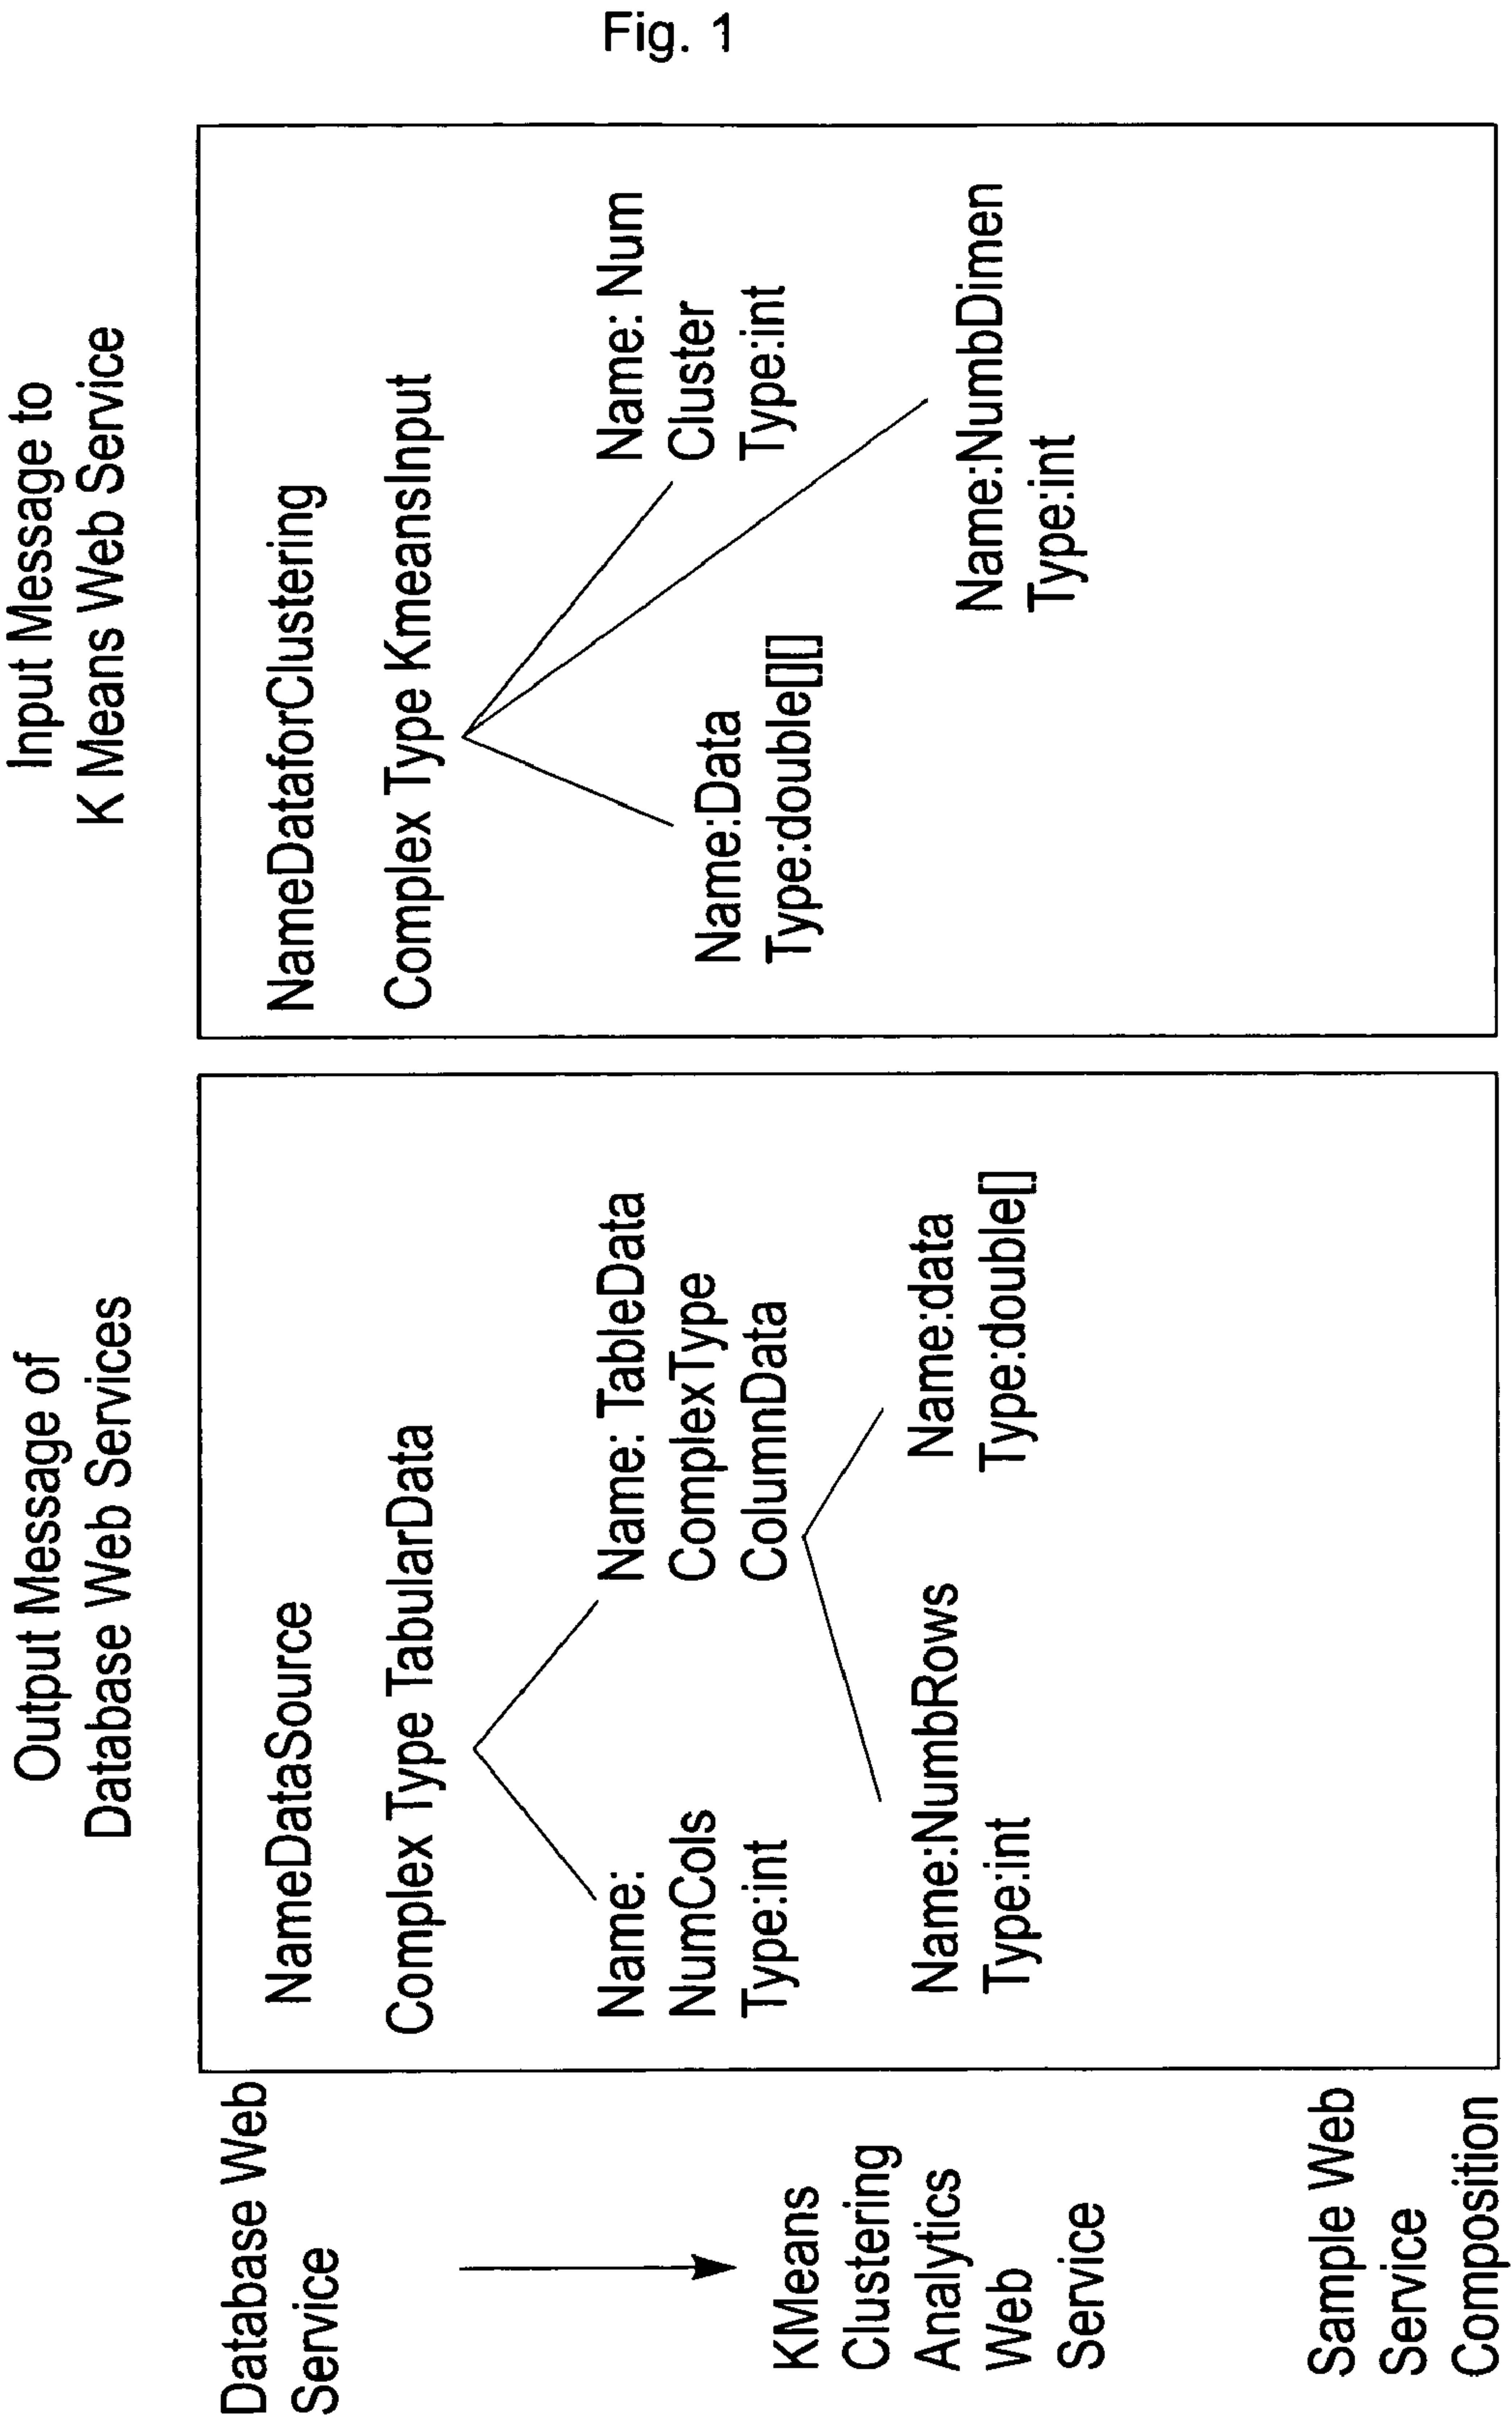 Fig. 1
Database Web
Service
KMeans
Clustering
Analytics
Web
Service
Sample Web
Service
Composition
Output Message of
Database Web Services
NameDataSource
Complex Type TabularData
Name:
NumCols
Type:int
Name: TableData
ComplexType
ColumnData
Name:NumbRows
Type:int
Name:data
Type:double[]
Input Message to
K Means Web Service
NameDataforClustering
Complex Type KmeansInput
Name:Data
Type:double[][]
Name: Num
Cluster
Type:int
Name:NumbDimen
Type:int